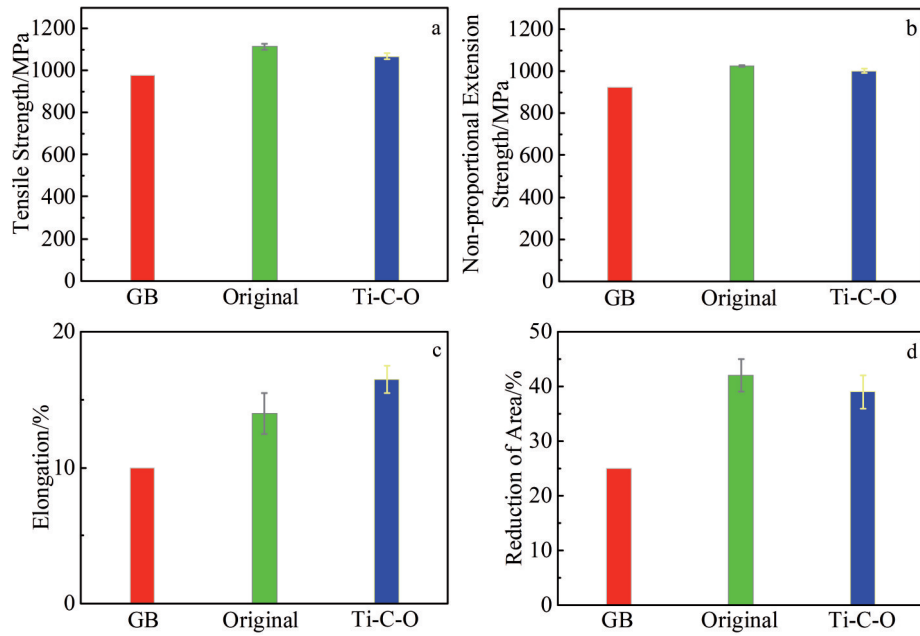 a
1200
1000
800
600
400
200
0
Tensile Strength/MPa
GB Original Ti-C-O
b
1200
1000
800
600
400
200
0
Non-proportional Extension
Strength/MPa
GB Original Ti-C-O
c
20
10
0
Elongation/%
GB Original Ti-C-O
d
50
40
30
20
10
0
Reduction of Area/%
GB Original Ti-C-O